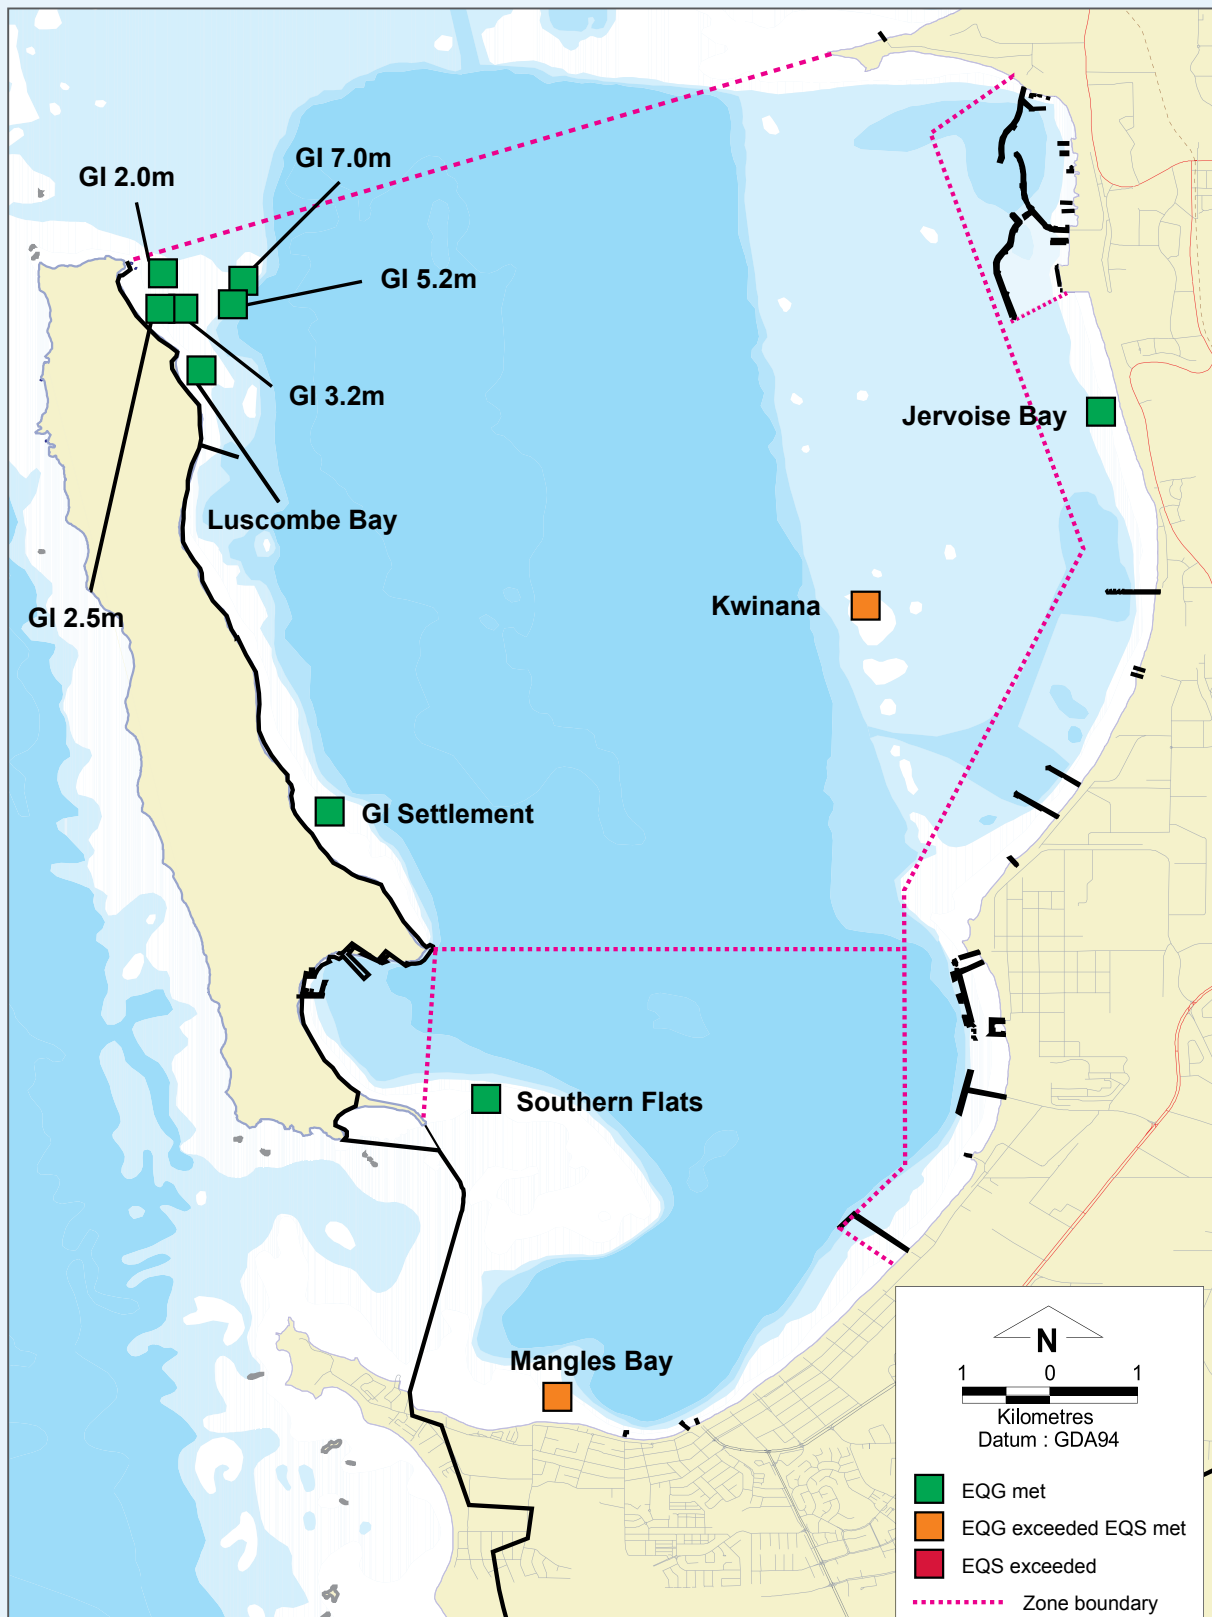 GI 7.0m
GI 2.0m
GI 5.2m
GI 3.2m
Jervoise Bay
Luscombe Bay
Kwinana
GI 2.5m
GI Settlement
Southern Flats
Mangles Bay
N
1 0 1
Kilometres
Datum : GDA94
EQG met
EQG exceeded EQS met
EQS exceeded
Zone boundary